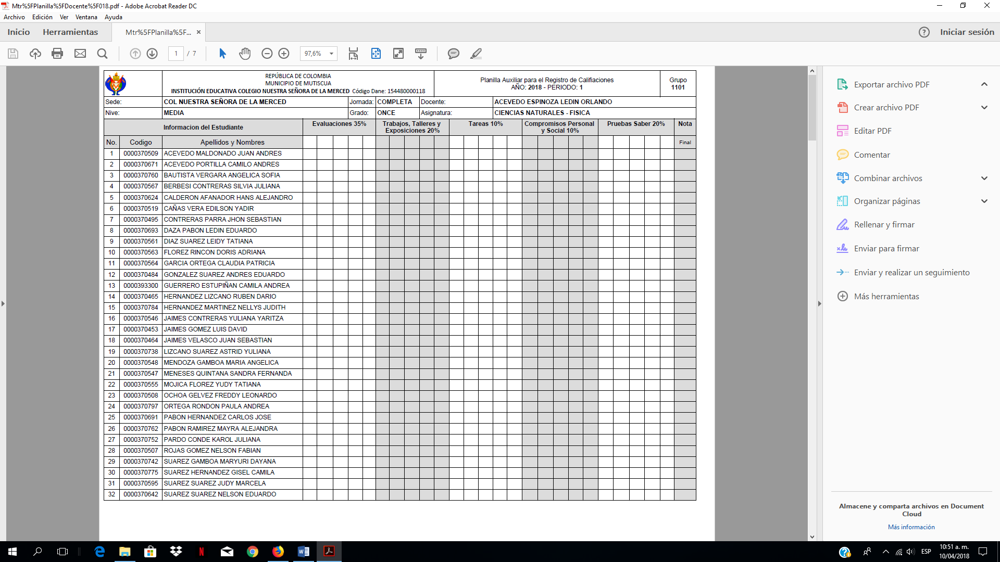 Mtr%5FPlanilla%5FDocente%5F018.pdf - Adobe Acrobat Reader DC
Archivo Edición Ver Ventana Ayuda
Inicio Herramientas Mtr%5FPlanilla%5F... × Iniciar sesión
1 / 7 97,6%
REPÚBLICA DE COLOMBIA
MUNICIPIO DE MUTISCUA
INSTITUCIÓN EDUCATIVA COLEGIO NUESTRA SEÑORA DE LA MERCED Código Dane: 154480000118
Planilla Auxiliar para el Registro de Califiaciones
AÑO: 2018 - PERIODO: 1
Grupo
1101
Sede: COL NUESTRA SEÑORA DE LA MERCED Jornada: COMPLETA Docente: ACEVEDO ESPINOZA LEDIN ORLANDO
Nive: MEDIA Grado: ONCE Asignatura: CIENCIAS NATURALES - FISICA
Informacion del Estudiante
Evaluaciones 35%
Trabajos, Talleres y
Exposiciones 20%
Tareas 10%
Compromisos Personal
y Social 10%
Pruebas Saber 20%
Nota
No. Codigo Apellidos y Nombres Final
1 0000370509 ACEVEDO MALDONADO JUAN ANDRES
2 0000370671 ACEVEDO PORTILLA CAMILO ANDRES
3 0000370760 BAUTISTA VERGARA ANGELICA SOFIA
4 0000370567 BERBESI CONTRERAS SILVIA JULIANA
5 0000370624 CALDERON AFANADOR HANS ALEJANDRO
6 0000370519 CAÑAS VERA EDILSON YADIR
7 0000370495 CONTRERAS PARRA JHON SEBASTIAN
8 0000370693 DAZA PABON LEDIN EDUARDO
9 0000370561 DIAZ SUAREZ LEIDY TATIANA
10 0000370563 FLOREZ RINCON DORIS ADRIANA
11 0000370564 GARCIA ORTEGA CLAUDIA PATRICIA
12 0000370484 GONZALEZ SUAREZ ANDRES EDUARDO
13 0000393300 GUERRERO ESTUPIÑAN CAMILA ANDREA
14 0000370465 HERNANDEZ LIZCANO RUBEN DARIO
15 0000370784 HERNANDEZ MARTINEZ NELLYS JUDITH
16 0000370546 JAIMES CONTRERAS YULIANA YARITZA
17 0000370453 JAIMES GOMEZ LUIS DAVID
18 0000370464 JAIMES VELASCO JUAN SEBASTIAN
19 0000370738 LIZCANO SUAREZ ASTRID YULIANA
20 0000370548 MENDOZA GAMBOA MARIA ANGELICA
21 0000370547 MENESES QUINTANA SANDRA FERNANDA
22 0000370555 MOJICA FLOREZ YUDY TATIANA
23 0000370508 OCHOA GELVEZ FREDDY LEONARDO
24 0000370797 ORTEGA RONDON PAULA ANDREA
25 0000370691 PABON HERNANDEZ CARLOS JOSE
26 0000370762 PABON RAMIREZ MAYRA ALEJANDRA
27 0000370752 PARDO CONDE KAROL JULIANA
28 0000370507 ROJAS GOMEZ NELSON FABIAN
29 0000370742 SUAREZ GAMBOA MARYURI DAYANA
30 0000370775 SUAREZ HERNANDEZ GISEL CAMILA
31 0000370595 SUAREZ SUAREZ JUDY MARCELA
32 0000370642 SUAREZ SUAREZ NELSON EDUARDO
Exportar archivo PDF
Crear archivo PDF
Editar PDF
Comentar
Combinar archivos
Organizar páginas
Rellenar y firmar
Enviar para firmar
Enviar y realizar un seguimiento
Más herramientas
Almacene y comparta archivos en Document
Cloud
Más información
ESP
10:51 a. m.
10/04/2018